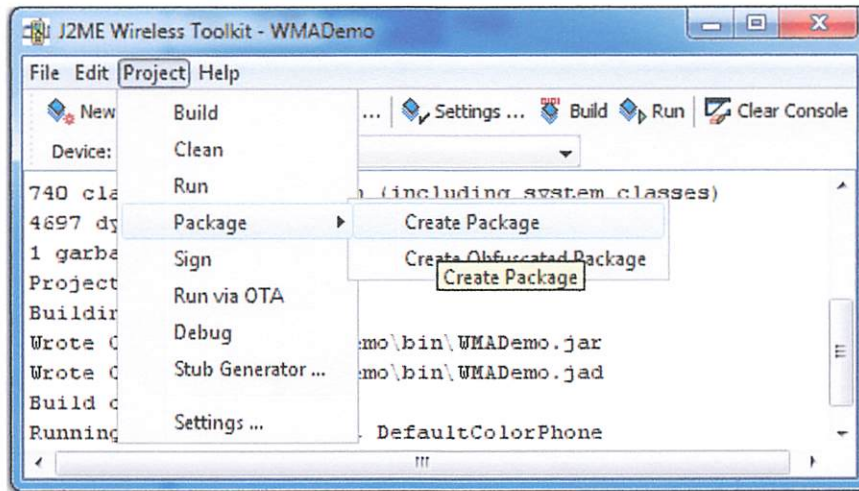 J2ME Wireless Toolkit - WMADemo
File Edit Project Help
New ... Settings ... Build Run Clear Console
Device:
Build
Clean
Run
Package
Sign
Run via OTA
Debug
Stub Generator ...
Settings ...
Create Package
Create Obfuscated Package
Create Package
740 cla (including system classes)
4697 dy
1 garba
Project
Buildin
Wrote C emo\bin\WMADemo.jar
Wrote C emo\bin\WMADemo.jad
Build c
Running DefaultColorPhone